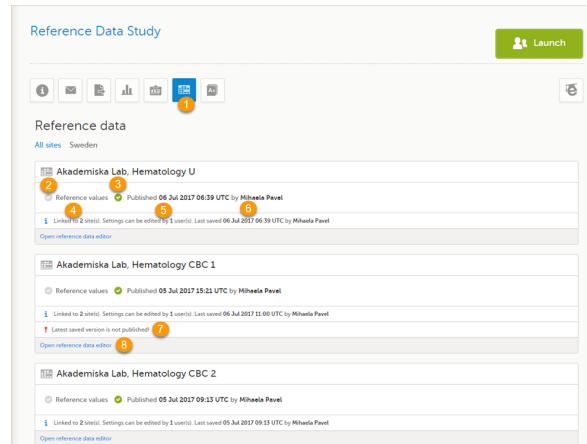 Reference Data Study
Launch
1
Reference data
All sites Sweden
Akademiska Lab, Hematology U
2 3
Reference values Published 06 Jul 2017 06:39 UTC by Mihaela Pavel
4 5 6
Linked to 2 site(s). Settings can be edited by 1 user(s). Last saved 06 Jul 2017 06:39 UTC by Mihaela Pavel
Open reference data editor
Akademiska Lab, Hematology CBC 1
Reference values Published 05 Jul 2017 15:21 UTC by Mihaela Pavel
Linked to 2 site(s). Settings can be edited by 1 user(s). Last saved 06 Jul 2017 11:00 UTC by Mihaela Pavel
Latest saved version is not published! 7
Open reference data editor 8
Akademiska Lab, Hematology CBC 2
Reference values Published 05 Jul 2017 09:13 UTC by Mihaela Pavel
Linked to 2 site(s). Settings can be edited by 1 user(s). Last saved 05 Jul 2017 09:13 UTC by Mihaela Pavel
Open reference data editor